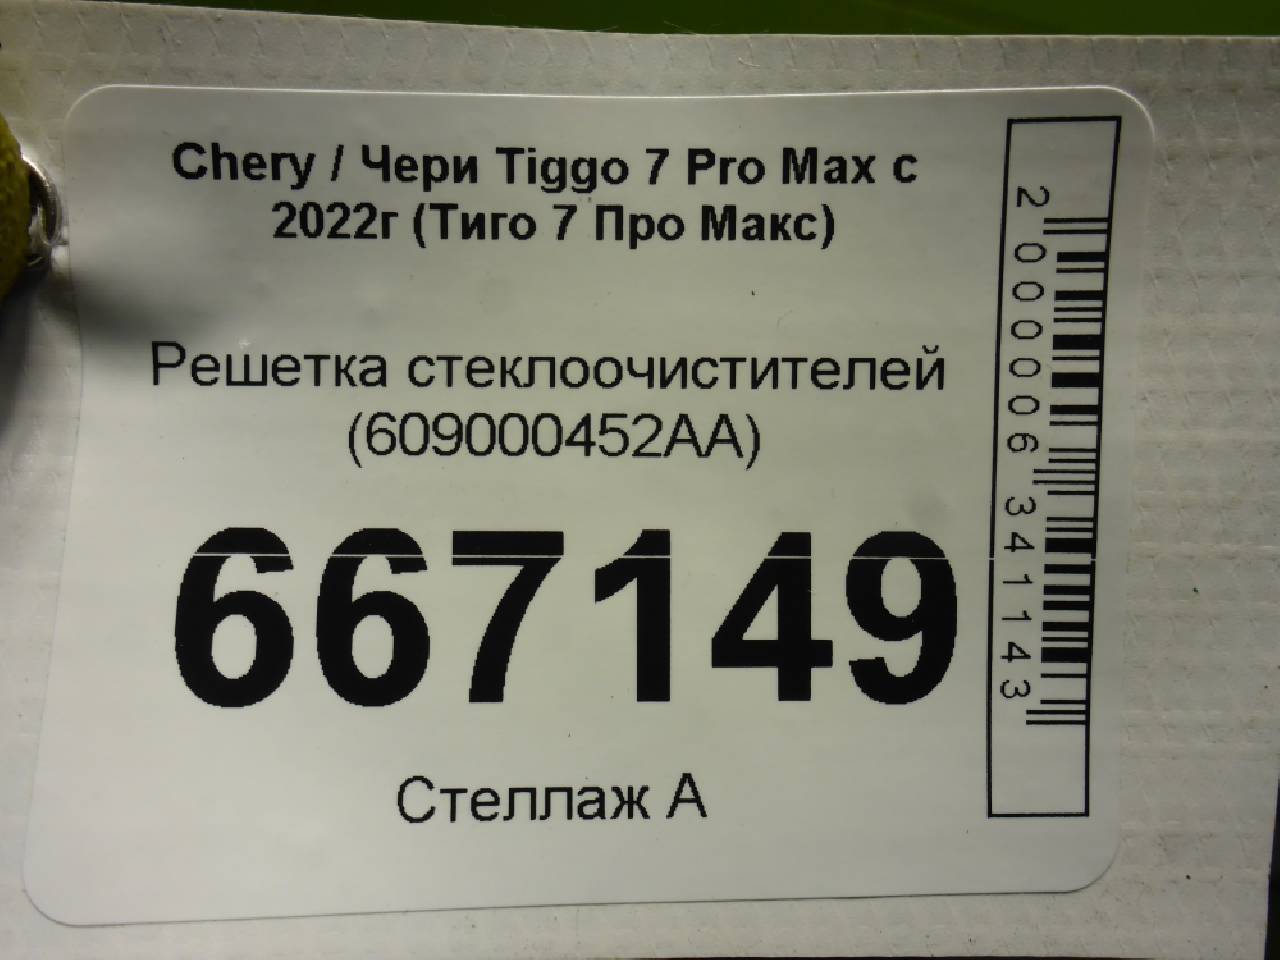 Chery / Чери Tiggo 7 Pro Max с
2022г (Тиго 7 Про Макс)
Решетка стеклоочистителей
(609000452AA)
667149
Стеллаж А
2000006341143